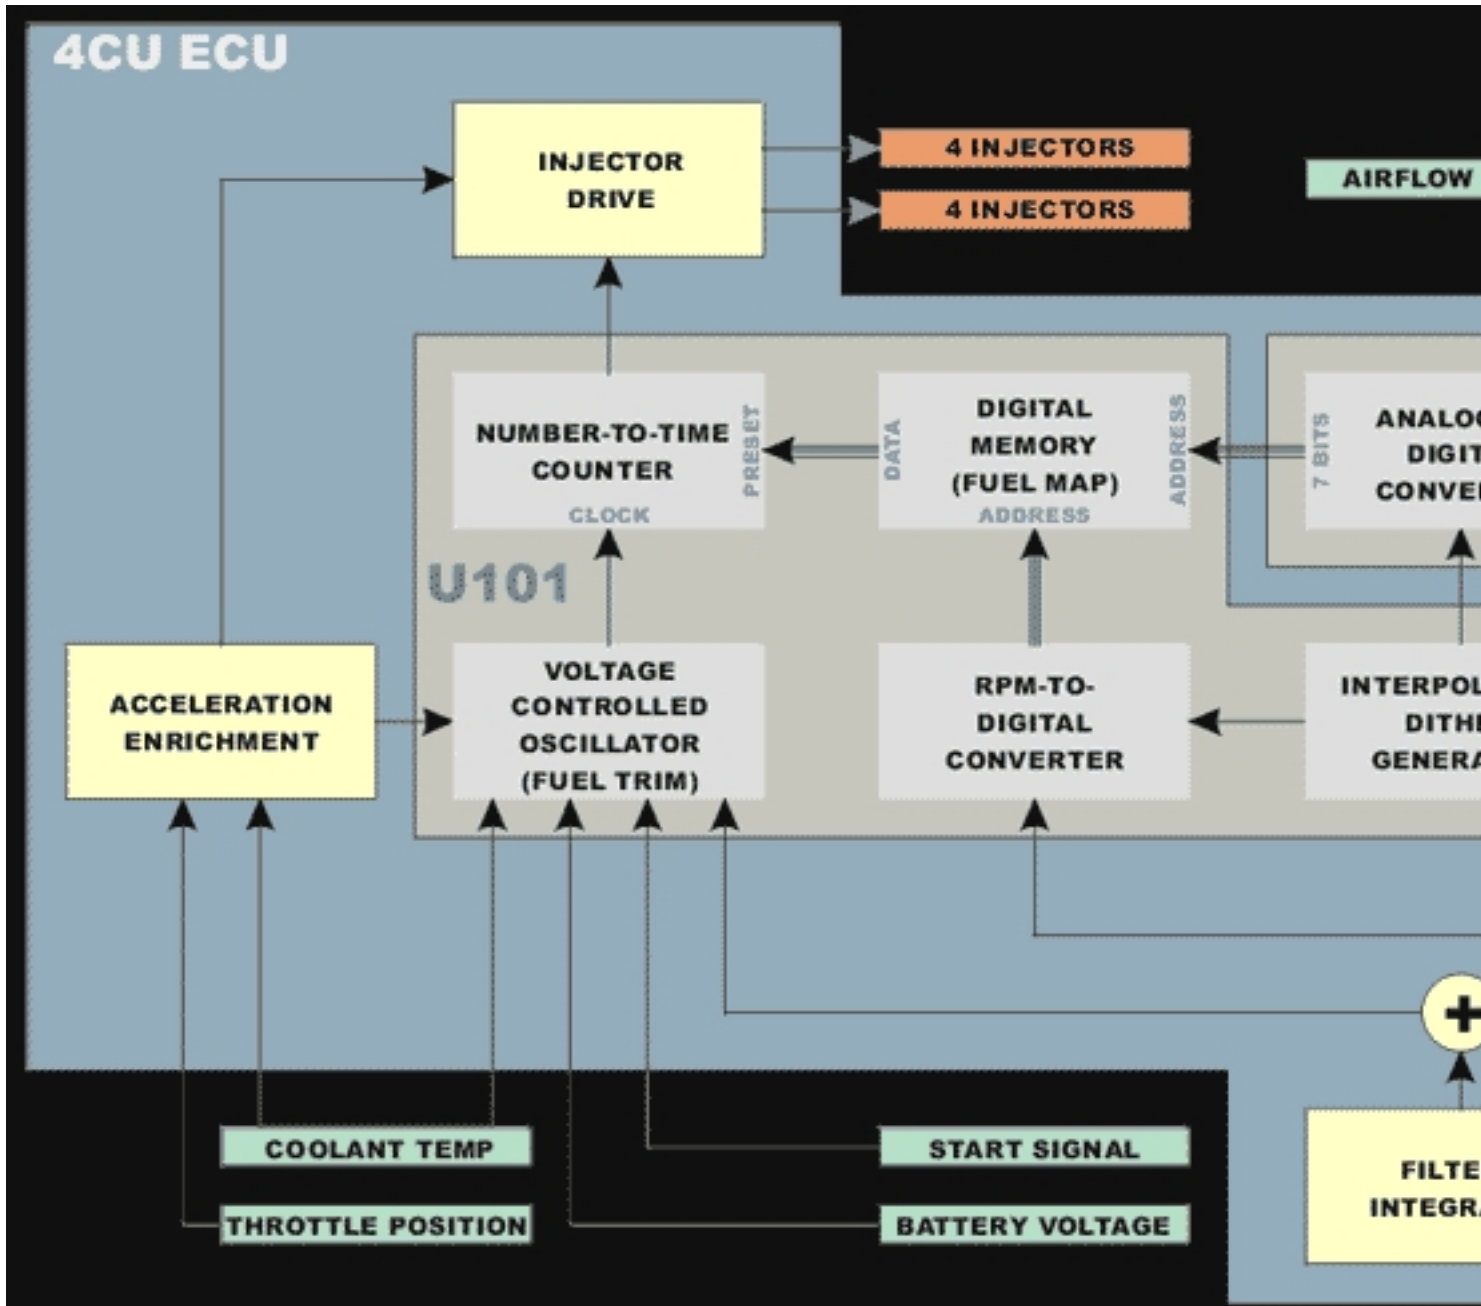 4CU ECU
INJECTOR
DRIVE
4 INJECTORS
4 INJECTORS
AIRFLOW
NUMBER-TO-TIME
COUNTER
PRESET
CLOCK
DATA
DIGITAL
MEMORY
(FUEL MAP)
ADDRESS
ADDRESS
7 BITS
U101
ACCELERATION
ENRICHMENT
VOLTAGE
CONTROLLED
OSCILLATOR
(FUEL TRIM)
RPM-TO-
DIGITAL
CONVERTER
+
COOLANT TEMP
THROTTLE POSITION
START SIGNAL
BATTERY VOLTAGE